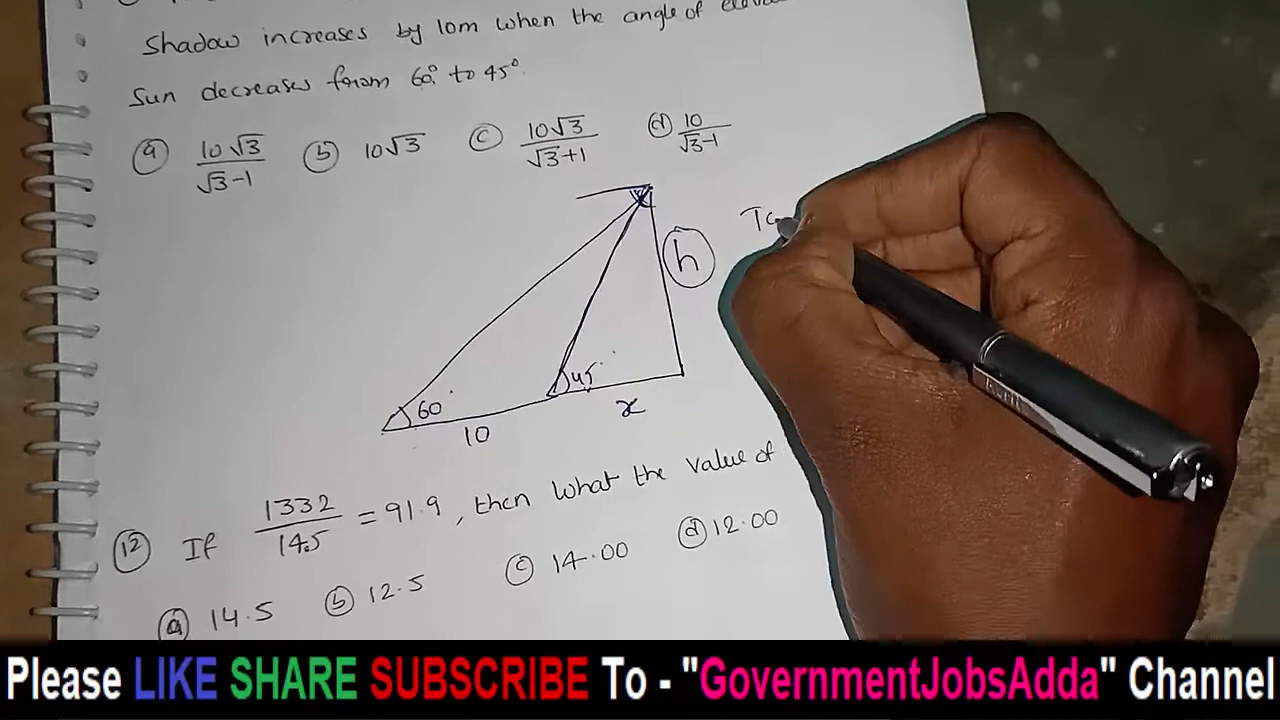 Shadow increases by 10m when the angle of
Sun decreases from 60° to 45°.
(a) 10√3/√3-1 (b) 10√3 (c) 10√3/√3+1 (d) 10/√3-1
h
60°
45°
10
x
(12) If 1332/14.5 = 91.9, then what the value of
(a) 14.5 (b) 12.5 (c) 14.00 (d) 12.00
Please LIKE SHARE SUBSCRIBE To - "GovernmentJobsAdda" Channel